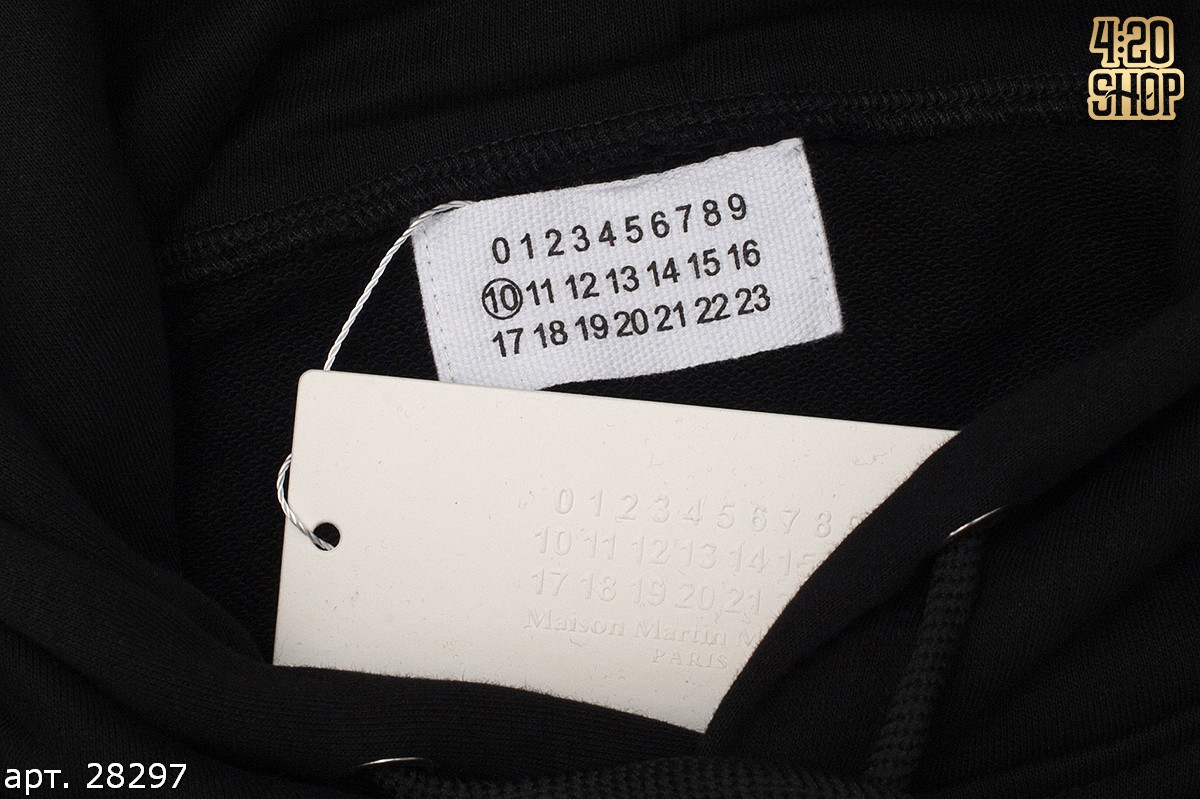 4:20
SHOP
0 1 2 3 4 5 6 7 8 9
10 11 12 13 14 15 16
17 18 19 20 21 22 23
0 1 2 3 4 5 6 7 8
10 11 12 13 14 15
17 18 19 20 21
Maison Martin M
PARIS
арт. 28297